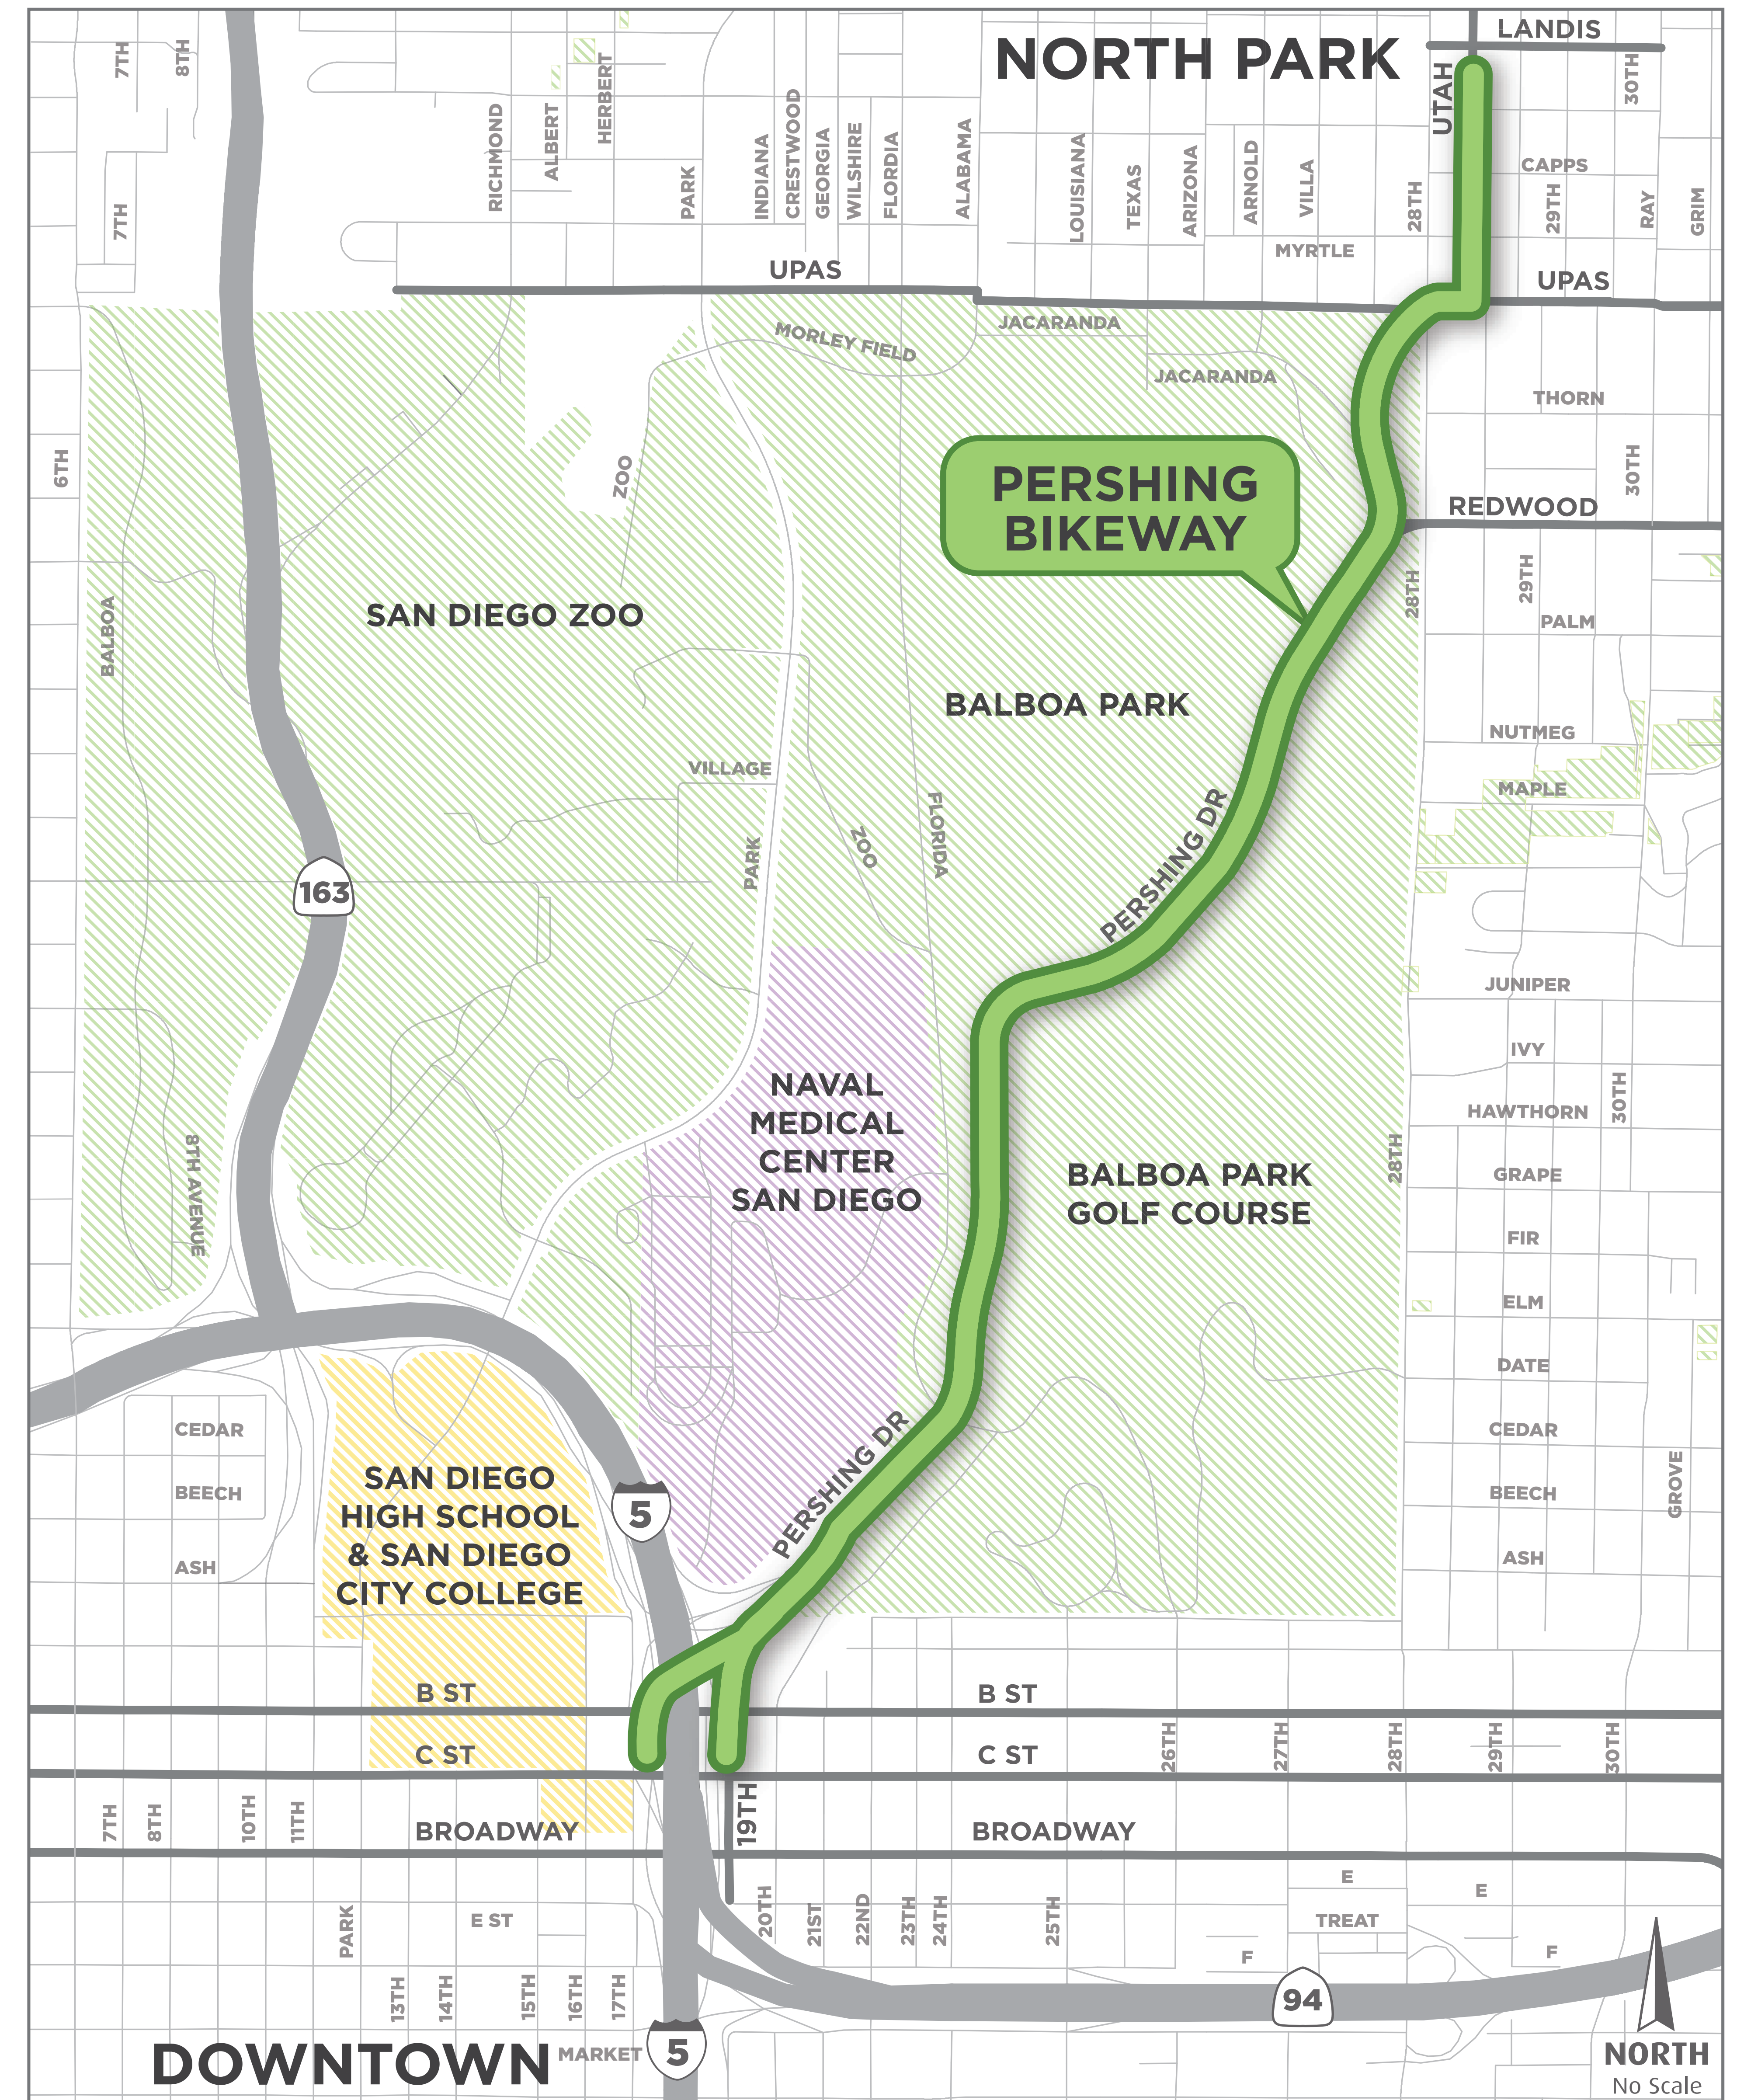 LANDIS
NORTH PARK
7TH
8TH
HERBERT
UTAH
30TH
RICHMOND
ALBERT
PARK
INDIANA
CRESTWOOD
GEORGIA
WILSHIRE
FLORDIA
ALABAMA
LOUISIANA
TEXAS
ARIZONA
ARNOLD
VILLA
28TH
CAPPS
29TH
RAY
GRIM
7TH
MYRTLE
UPAS
UPAS
MORLEY FIELD
JACARANDA
JACARANDA
THORN
6TH
ZOO
30TH
PERSHING
BIKEWAY
REDWOOD
BALBOA
SAN DIEGO ZOO
28TH
29TH
PALM
BALBOA PARK
NUTMEG
VILLAGE
MAPLE
PARK
ZOO
FLORIDA
PERSHING DR
163
JUNIPER
IVY
NAVAL
MEDICAL
CENTER
SAN DIEGO
HAWTHORN
30TH
8TH AVENUE
BALBOA PARK
GOLF COURSE
28TH
GRAPE
FIR
ELM
DATE
CEDAR
CEDAR
PERSHING DR
SAN DIEGO
HIGH SCHOOL
& SAN DIEGO
CITY COLLEGE
BEECH
5
BEECH
GROVE
ASH
ASH
B ST
B ST
C ST
C ST
26TH
27TH
28TH
29TH
30TH
7TH
8TH
10TH
11TH
BROADWAY
19TH
BROADWAY
E
E
PARK
E ST
20TH
21ST
22ND
23TH
24TH
25TH
TREAT
F
F
13TH
14TH
15TH
16TH
17TH
94
DOWNTOWN
MARKET
5
NORTH
No Scale